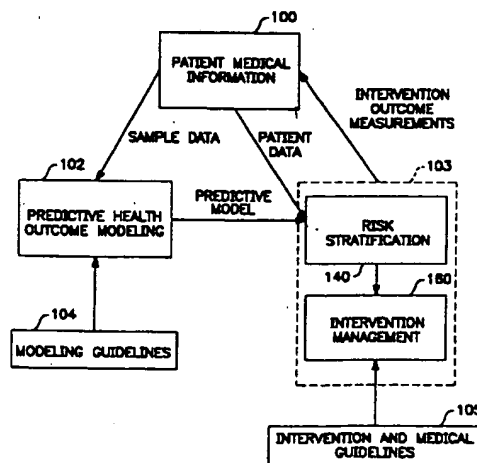 100
PATIENT MEDICAL
INFORMATION
INTERVENTION
OUTCOME
MEASUREMENTS
SAMPLE DATA
PATIENT
DATA
102
103
PREDICTIVE HEALTH
OUTCOME MODELING
PREDICTIVE
MODEL
RISK
STRATIFICATION
140
160
INTERVENTION
MANAGEMENT
104
MODELING GUIDELINES
105
INTERVENTION AND MEDICAL
GUIDELINES